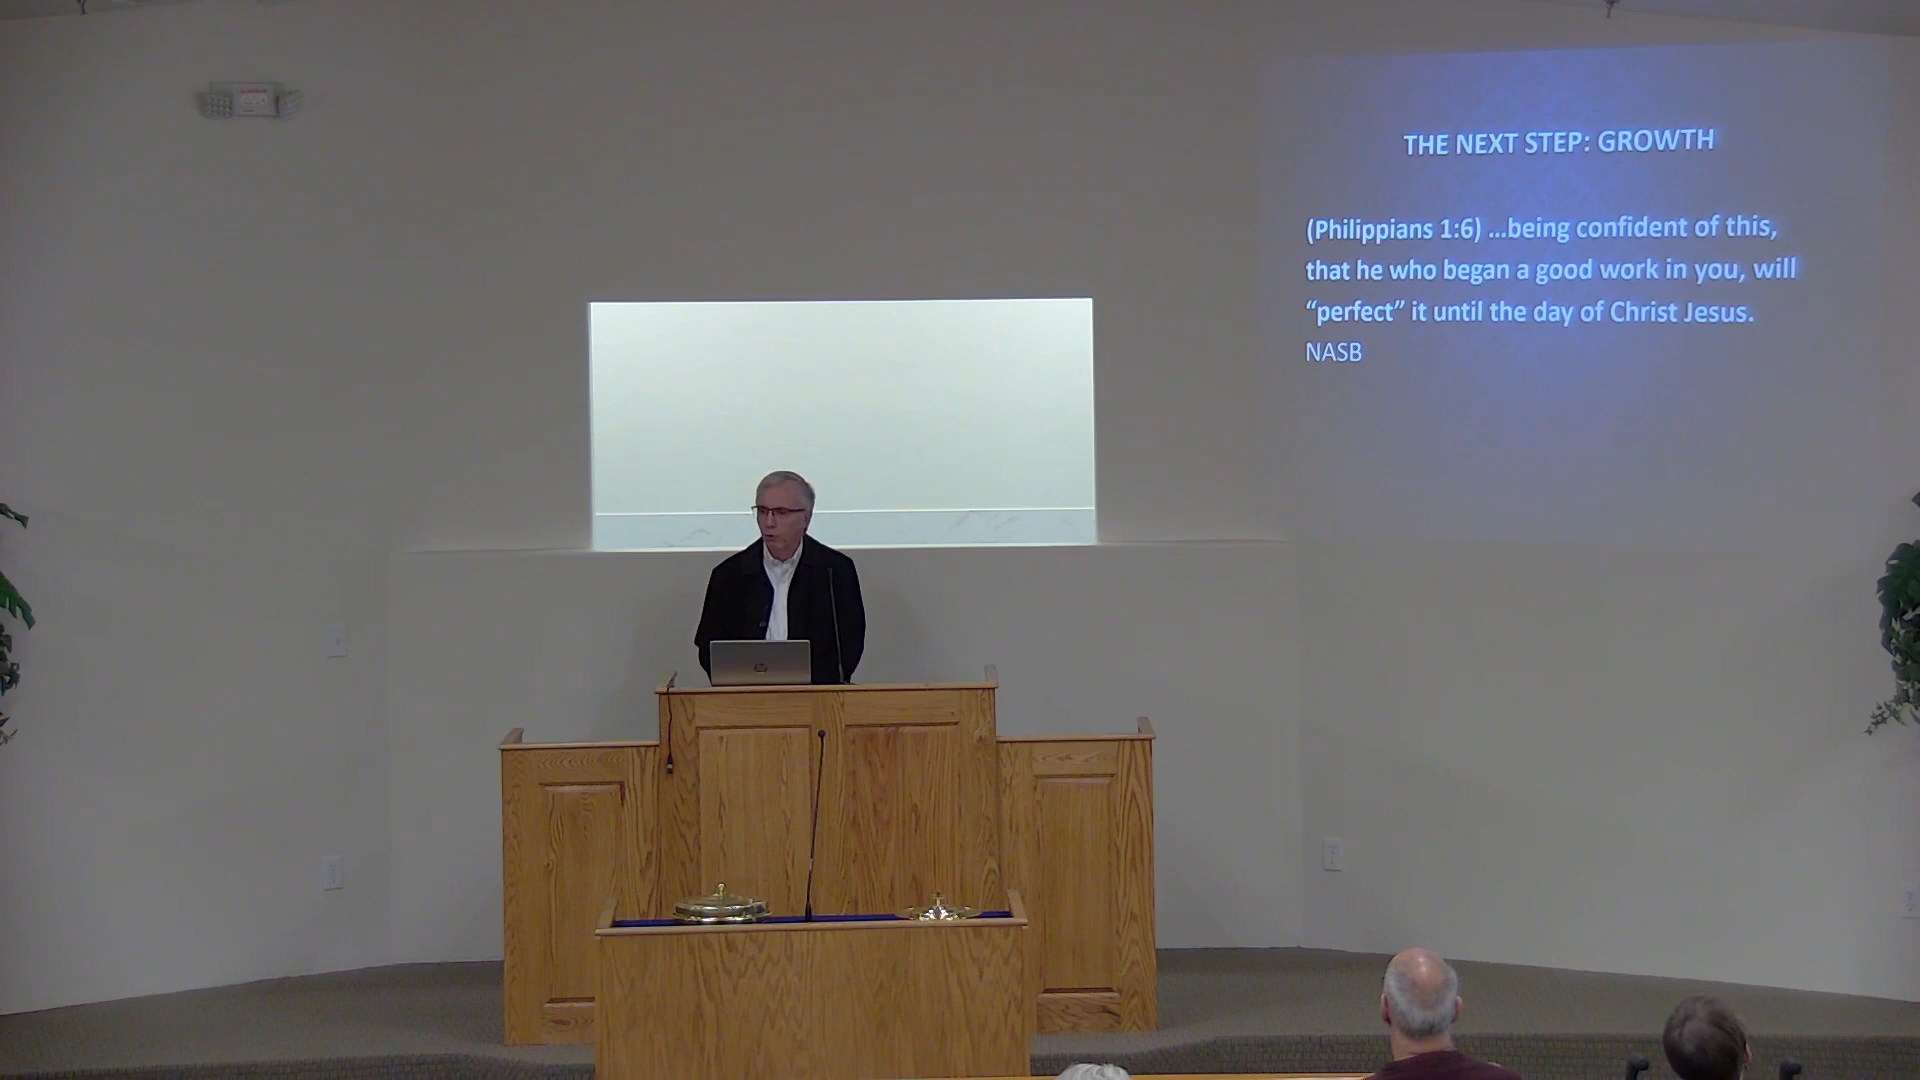 THE NEXT STEP: GROWTH
(Philippians 1:6) ...being confident of this,
that he who began a good work in you, will
“perfect” it until the day of Christ Jesus.
NASB
hp